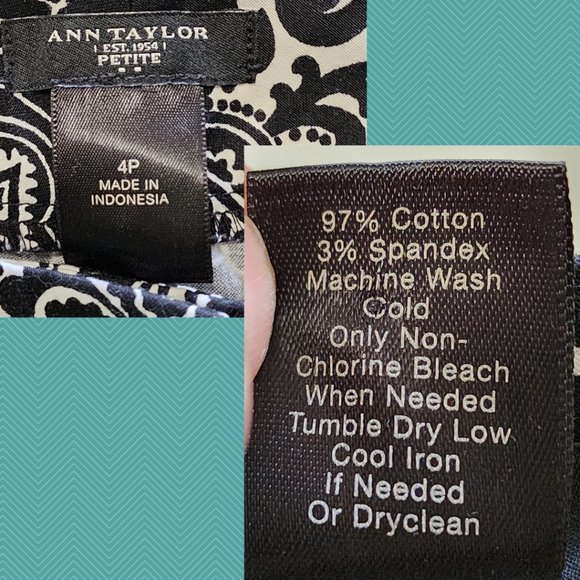 ANN TAYLOR
EST. 1954
PETITE
4P
MADE IN
INDONESIA
97% Cotton
3% Spandex
Machine Wash
Cold
Only Non-
Chlorine Bleach
When Needed
Tumble Dry Low
Cool Iron
If Needed
Or Dryclean